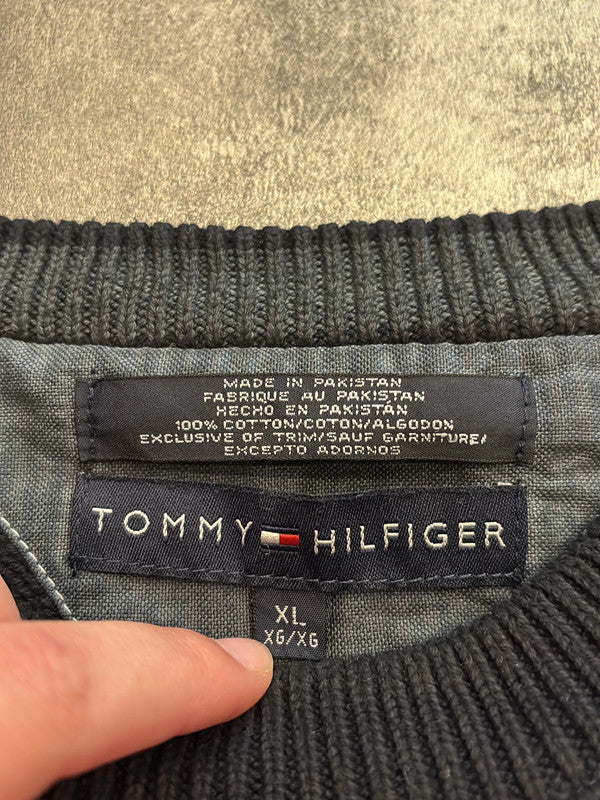 MADE IN PAKISTAN
FABRIQUE AU PAKISTAN
HECHO EN PAKISTÁN
100% COTTON/COTON/ALGODON
EXCLUSIVE OF TRIM/SAUF GARNITURE/
EXCEPTO ADORNOS
TOMMY HILFIGER
XL
XG/XG